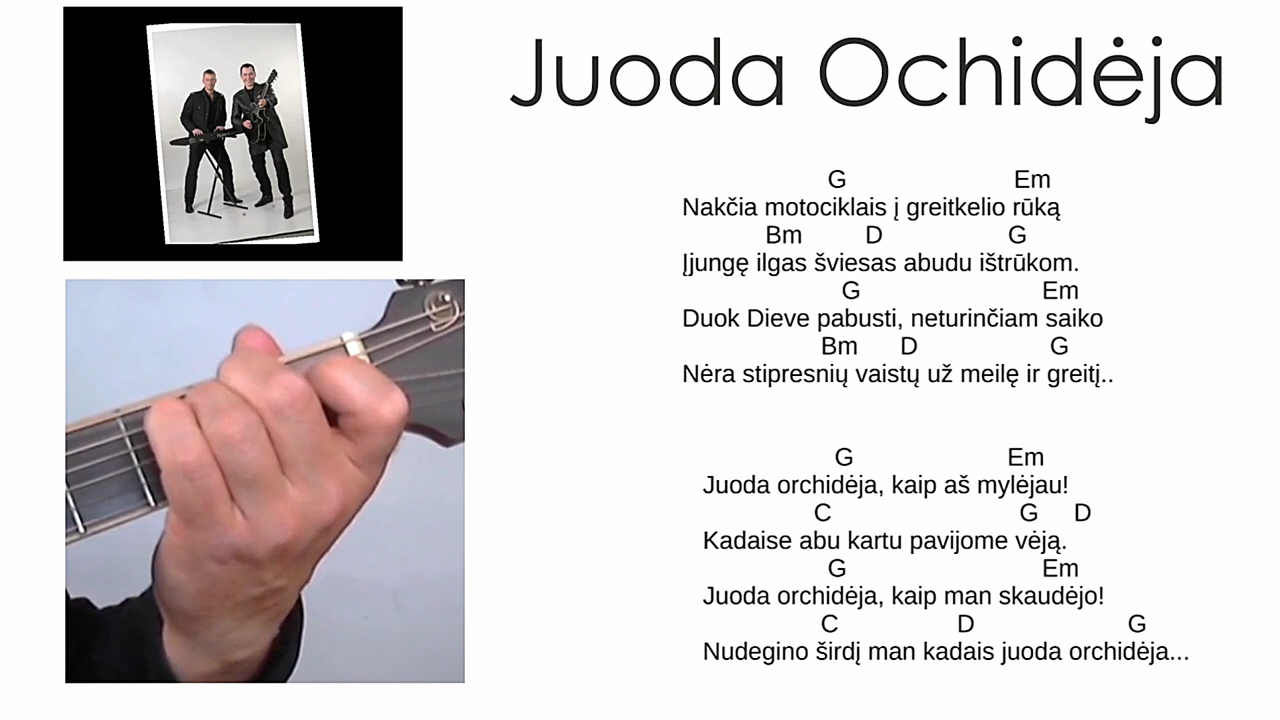 Juoda Ochidėja
G Em
Nakčia motociklais į greitkelio rūką
Bm D G
Įjungę ilgas šviesas abudu ištrūkom.
G Em
Duok Dieve pabusti, neturinčiam saiko
Bm D G
Nėra stipresnių vaistų už meilę ir greitį..
G Em
Juoda orchidėja, kaip aš mylėjau!
C G D
Kadaise abu kartu pavijome vėją.
G Em
Juoda orchidėja, kaip man skaudėjo!
C D G
Nudegino širdį man kadais juoda orchidėja...